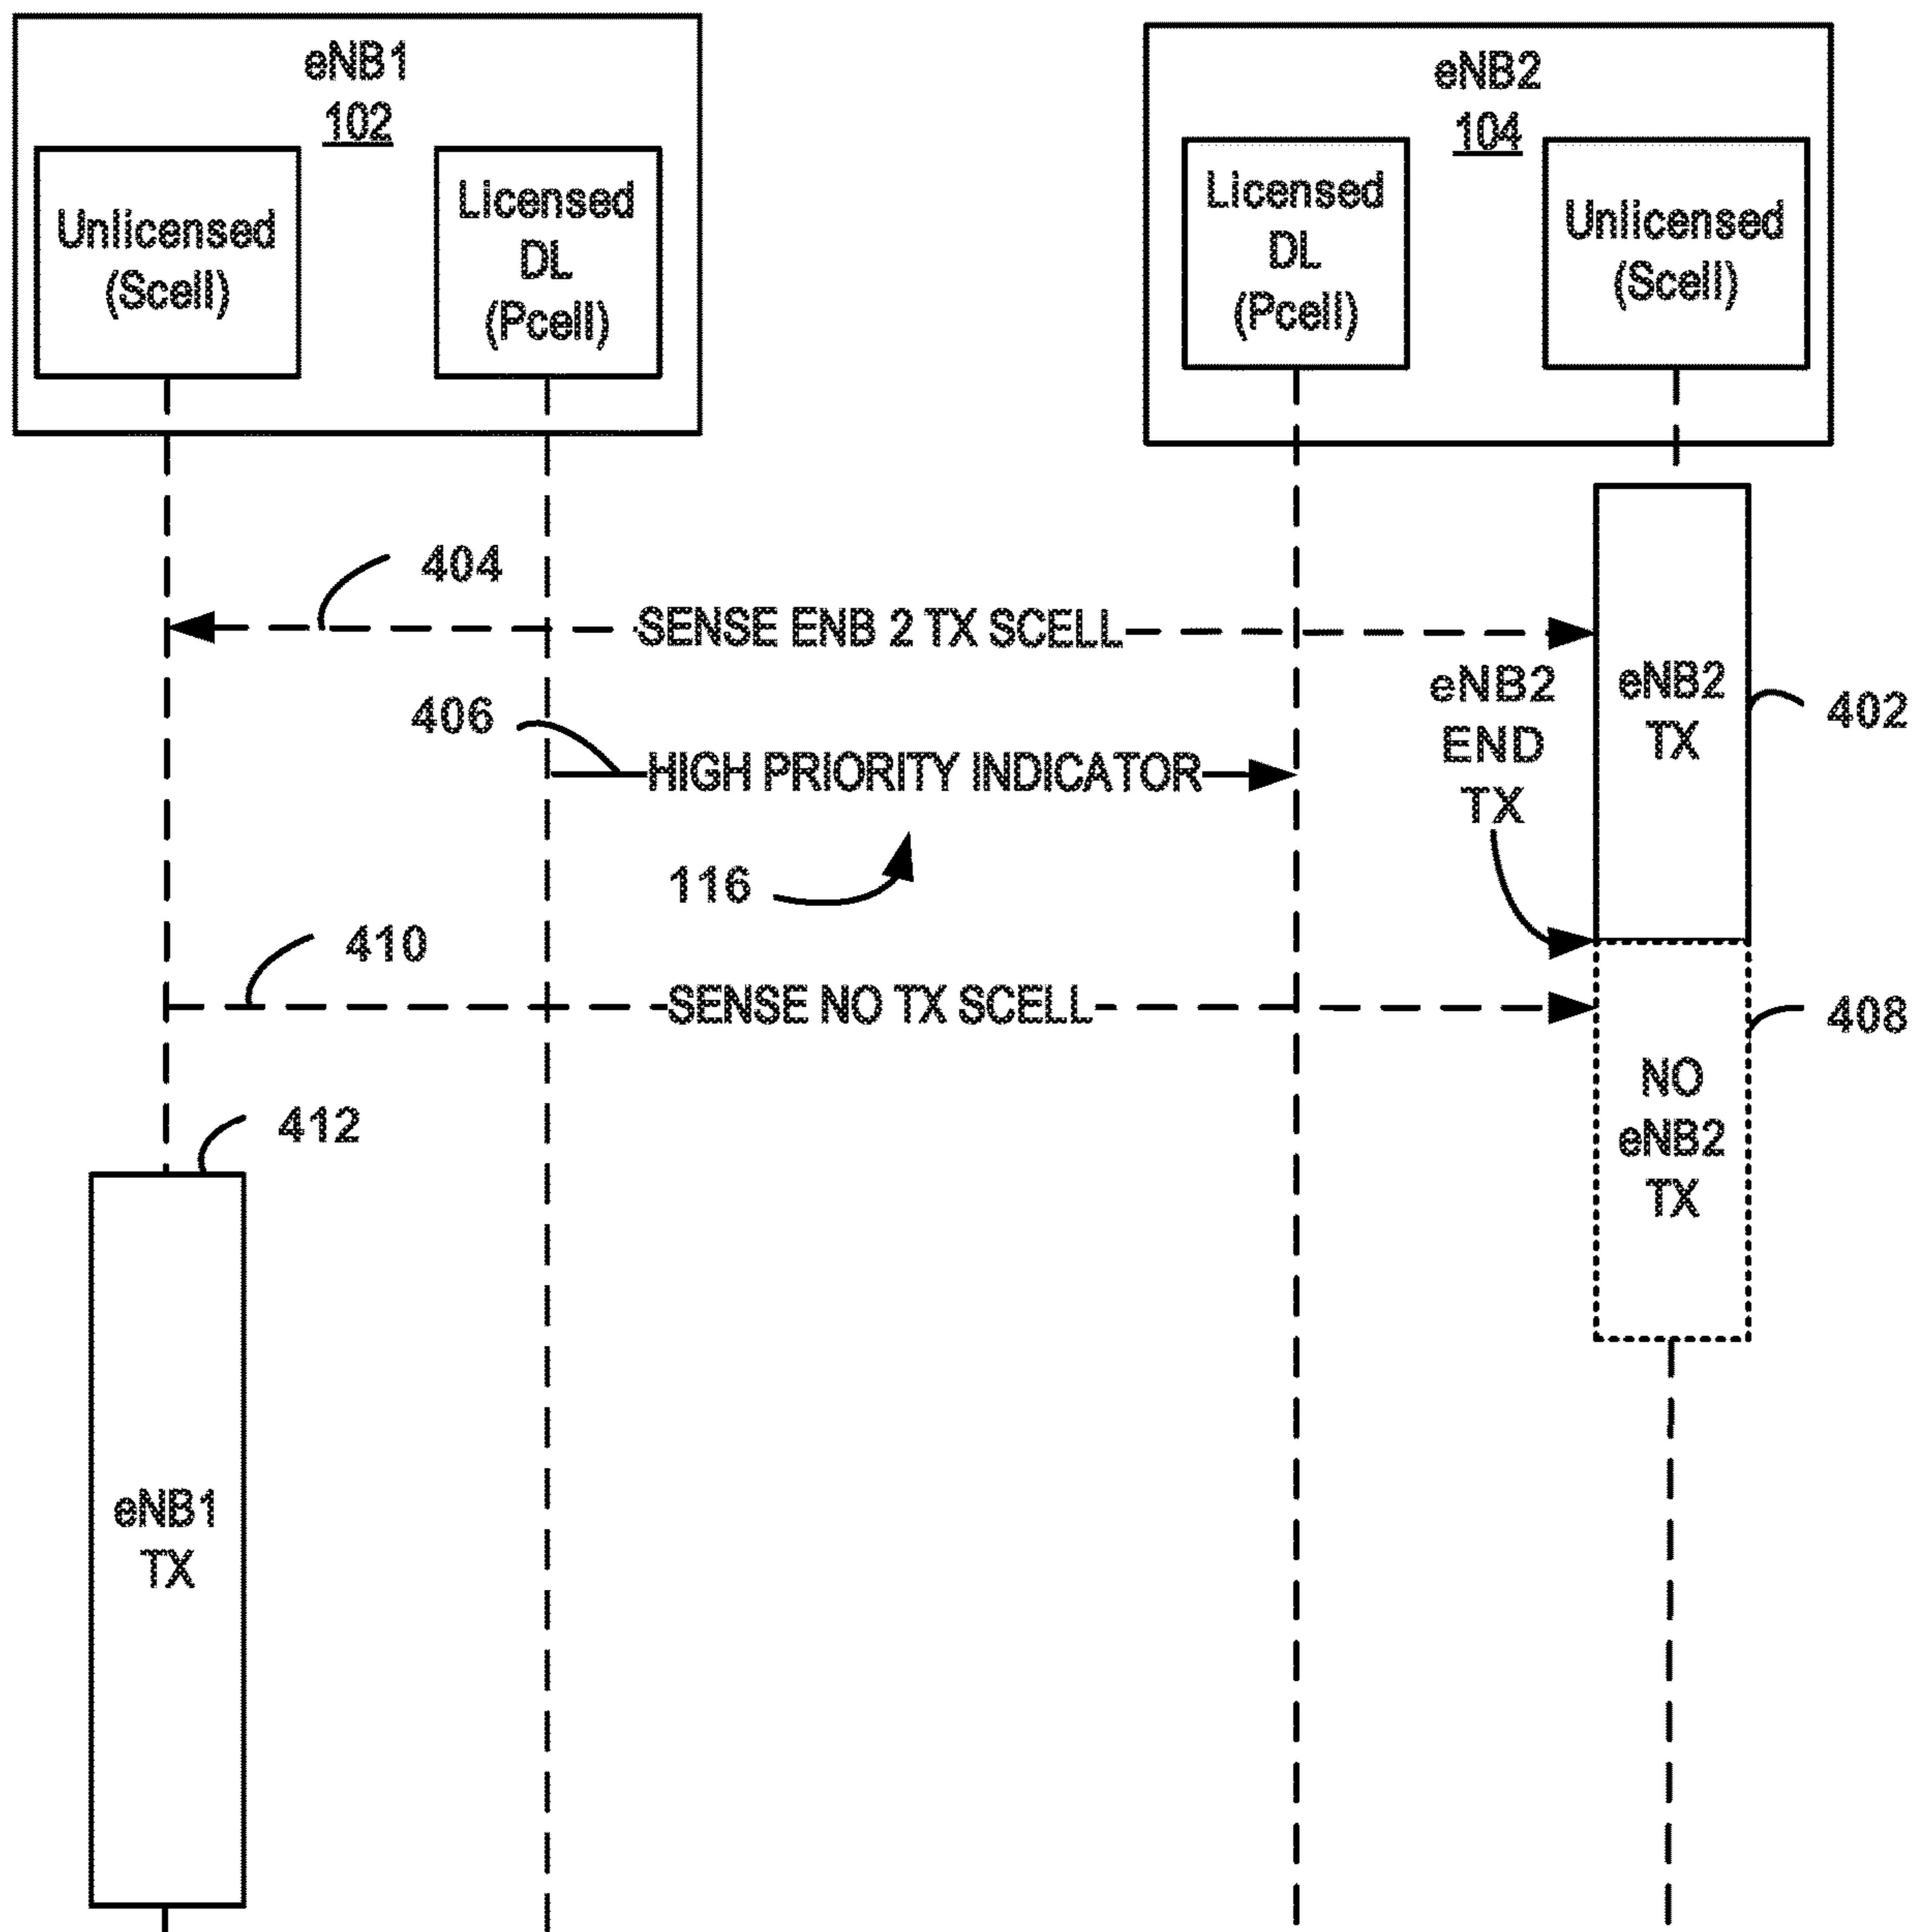 eNB1
102
Unlicensed
(Scell)
Licensed
DL
(Pcell)
eNB2
104
Licensed
DL
(Pcell)
Unlicensed
(Scell)
404
SENSE ENB 2 TX SCELL
eNB2
TX
402
406
HIGH PRIORITY INDICATOR
eNB2
END
TX
116
410
SENSE NO TX SCELL
408
NO
eNB2
TX
412
eNB1
TX